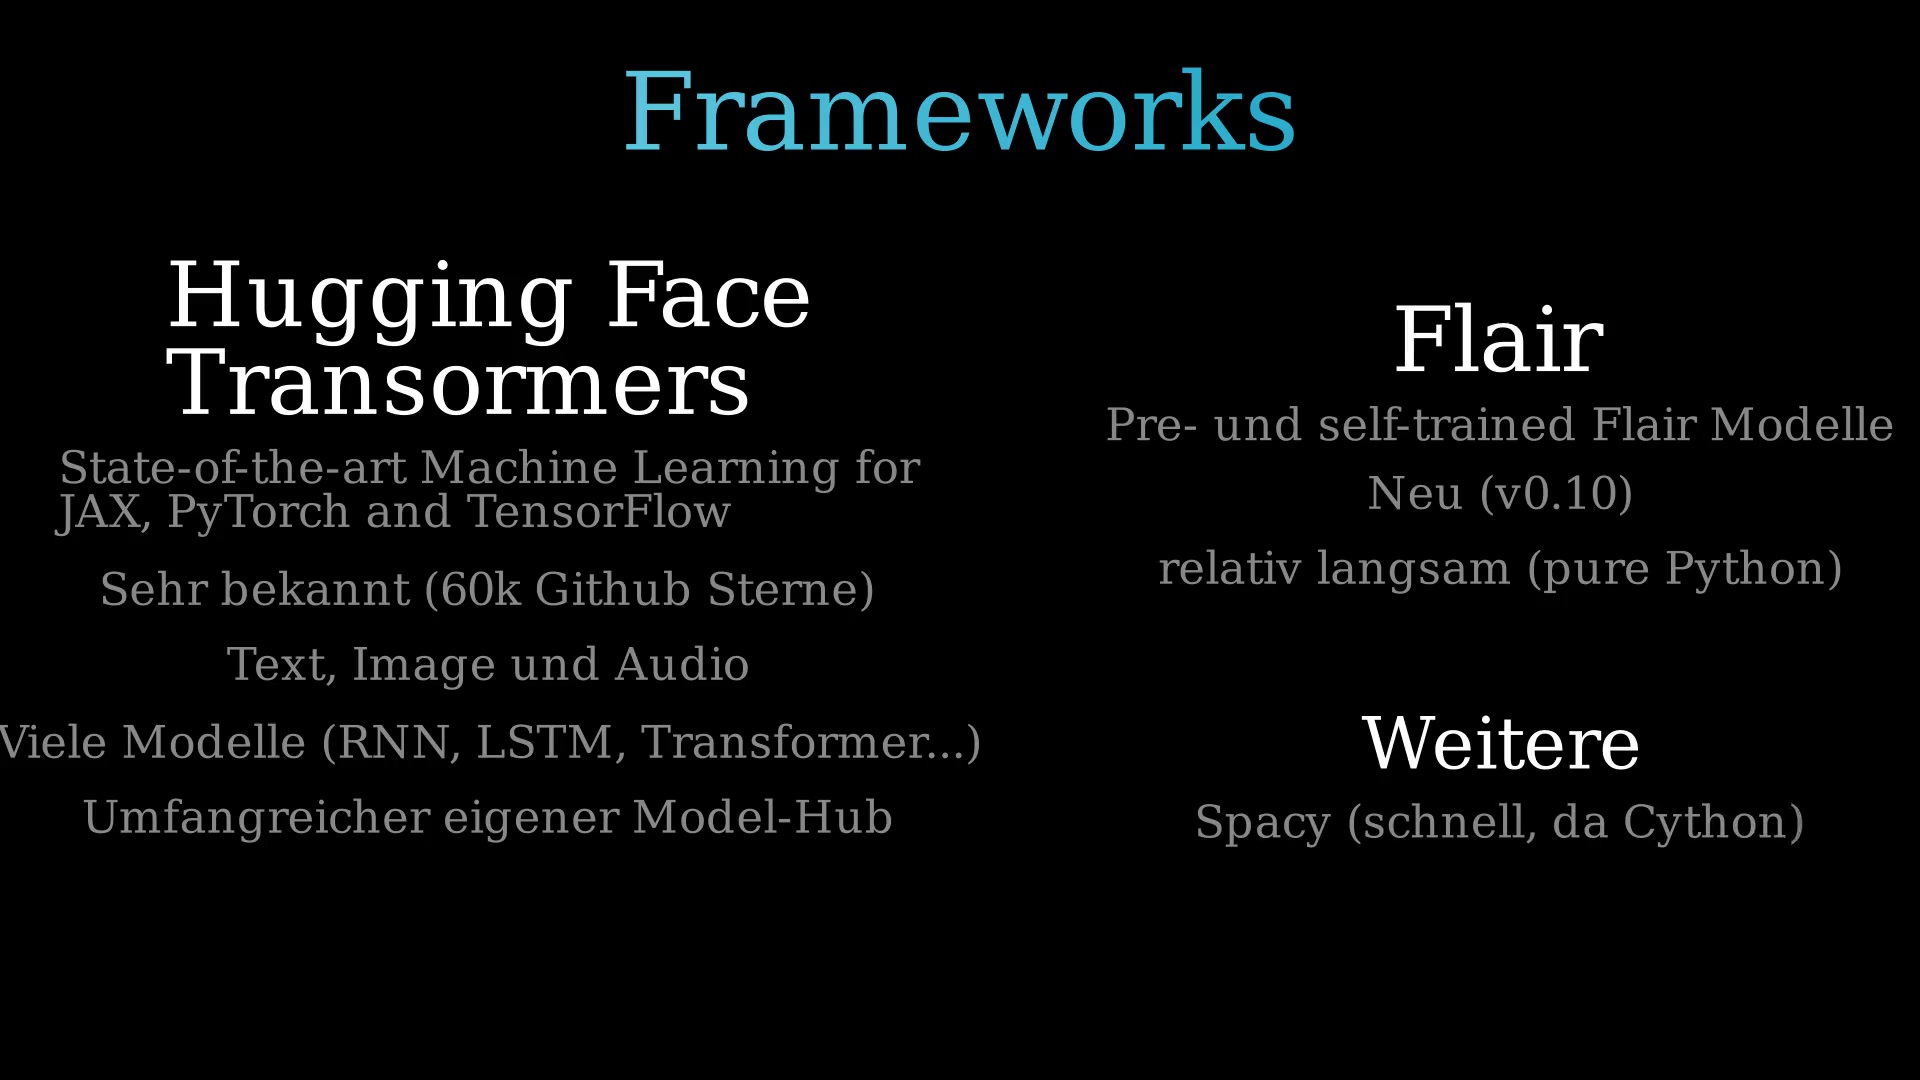 Frameworks
Hugging Face
Transormers
State-of-the-art Machine Learning for
JAX, PyTorch and TensorFlow
Sehr bekannt (60k Github Sterne)
Text, Image und Audio
Viele Modelle (RNN, LSTM, Transformer...)
Umfangreicher eigener Model-Hub
Flair
Pre- und self-trained Flair Modelle
Neu (v0.10)
relativ langsam (pure Python)
Weitere
Spacy (schnell, da Cython)